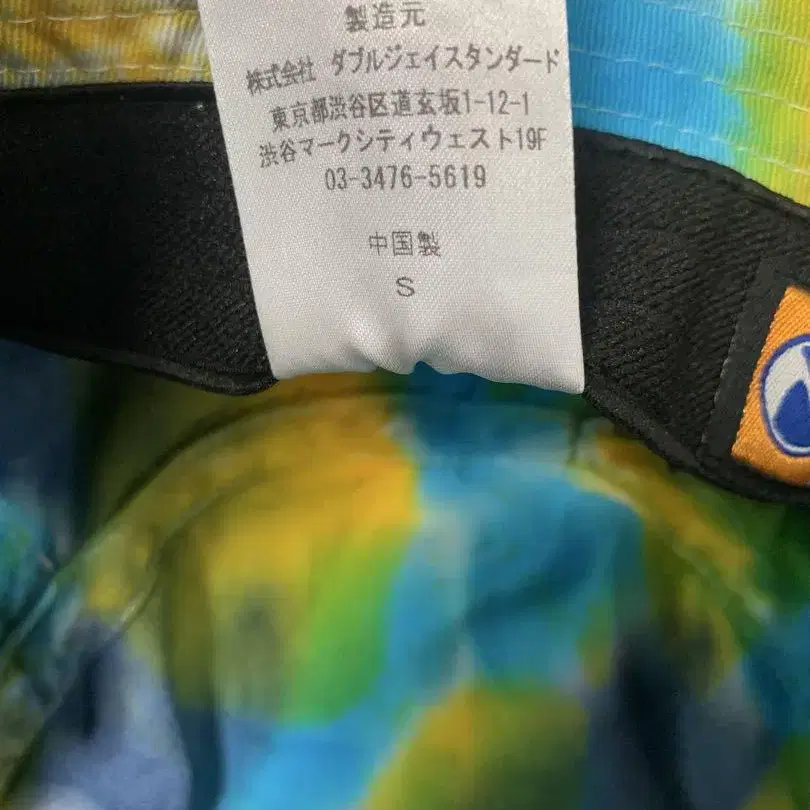 製造元
株式会社 ダブルジェイスタンダード
東京都渋谷区道玄坂1-12-1
渋谷マークシティウェスト19F
03-3476-5619
中国製
S